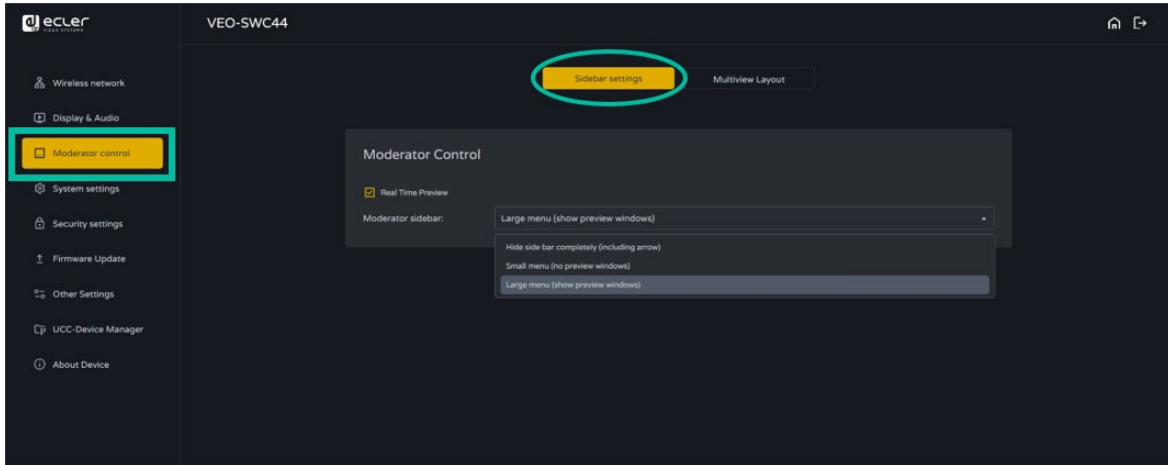 ecler
VIDEO SYSTEMS
VEO-SWC44
Wireless network
Display & Audio
Moderator control
System settings
Security settings
Firmware Update
Other Settings
UCC-Device Manager
About Device
Sidebar settings
Multiview Layout
Moderator Control
Real Time Preview
Moderator sidebar:
Large menu (show preview windows)
Hide side bar completely (including arrow)
Small menu (no preview windows)
Large menu (show preview windows)